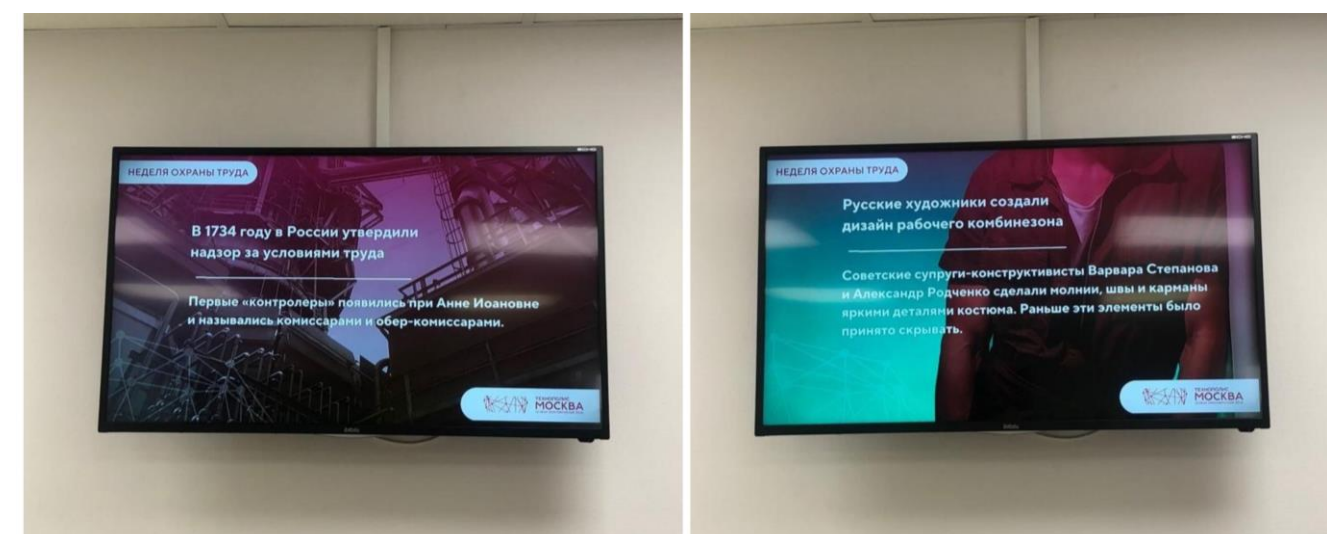 НЕДЕЛЯ ОХРАНЫ ТРУДА
В 1734 году в России утвердили
надзор за условиями труда
Первые «контролеры» появились при Анне Иоановне
и назывались комиссарами и обер-комиссарами.
ТЕХНОПОЛИС
МОСКВА
НЕДЕЛЯ ОХРАНЫ ТРУДА
Русские художники создали
дизайн рабочего комбинезона
Советские супруги-конструктивисты Варвара Степанова
и Александр Родченко сделали молнии, швы и карманы
яркими деталями костюма. Раньше эти элементы было
принято скрывать.
ТЕХНОПОЛИС
МОСКВА